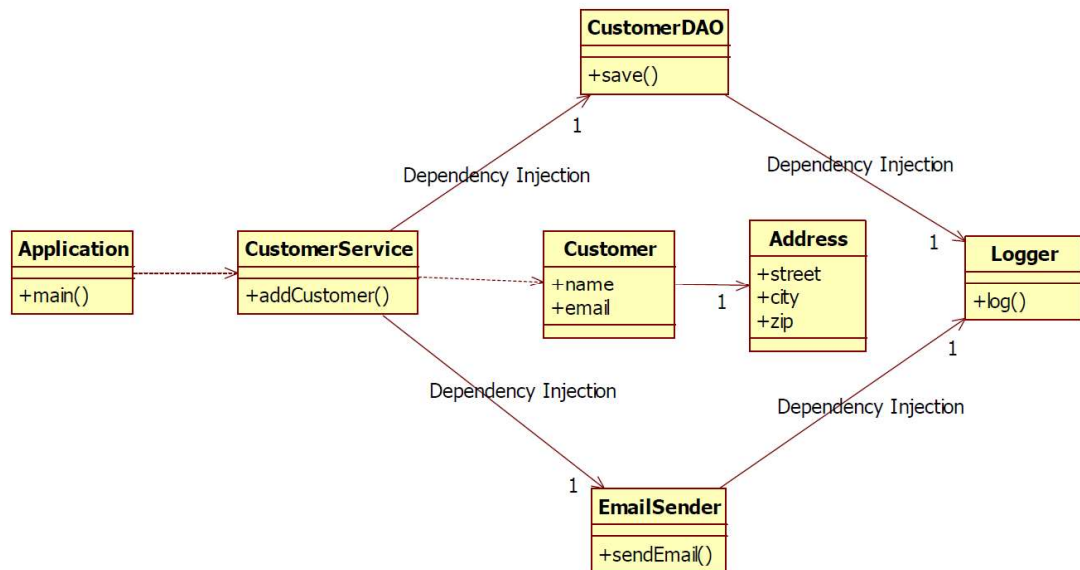 CustomerDAO
+save()
1
Dependency Injection
Dependency Injection
Application
+main()
CustomerService
+addCustomer()
Customer
+name
+email
1
Address
+street
+city
+zip
1
Logger
+log()
1
Dependency Injection
Dependency Injection
1
EmailSender
+sendEmail()